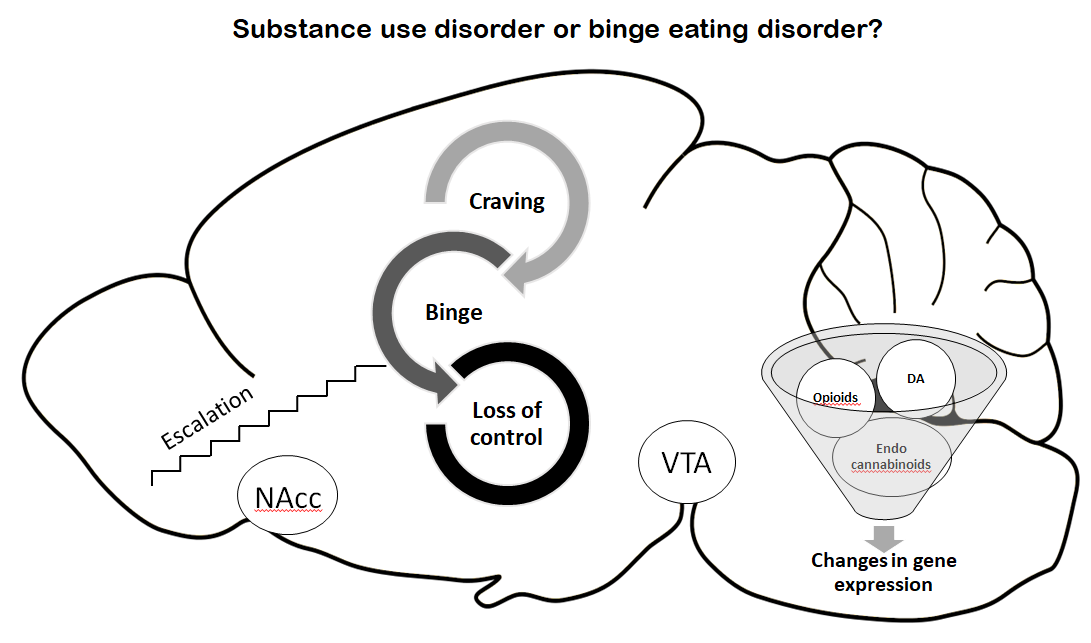 Substance use disorder or binge eating disorder?
Craving
Binge
Loss of
control
Escalation
NAcc
VTA
Opioids
DA
Endo
cannabinoids
Changes in gene
expression